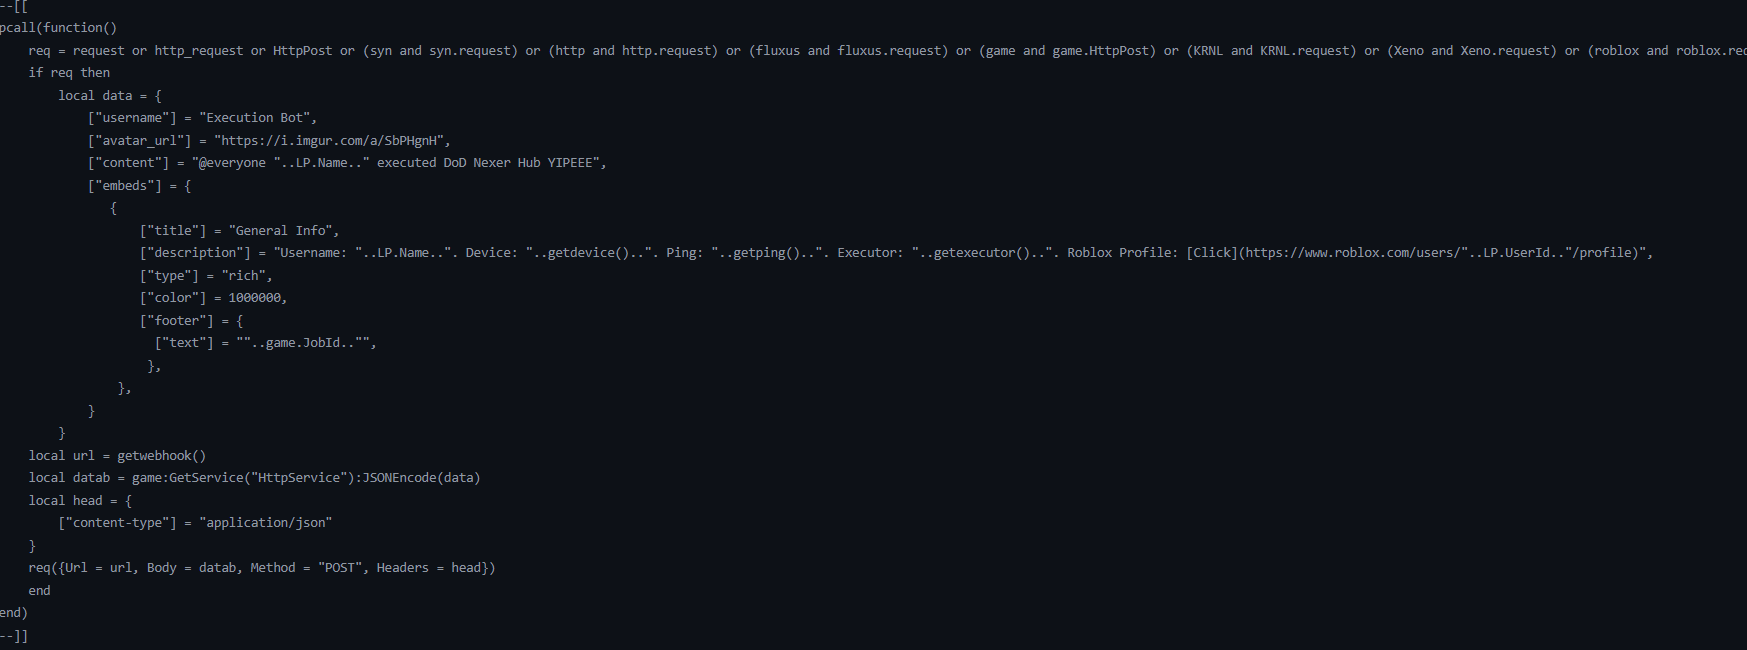 --[[
pcall(function()
    req = request or http_request or HttpPost or (syn and syn.request) or (http and http.request) or (fluxus and fluxus.request) or (game and game.HttpPost) or (KRNL and KRNL.request) or (Xeno and Xeno.request) or (roblox and
    if req then
        local data = {
            ["username"] = "Execution Bot",
            ["avatar_url"] = "https://i.imgur.com/a/SbPHgnH",
            ["content"] = "@everyone "..LP.Name.." executed DoD Nexer Hub YIPEEE",
            ["embeds"] = {
               {
                   ["title"] = "General Info",
                   ["description"] = "Username: "..LP.Name..". Device: "..getdevice()..". Ping: "..getping()..". Executor: "..getexecutor()..". Roblox Profile: [Click](https://www.roblox.com/users/"..LP.UserId.."/profile)",
                   ["type"] = "rich",
                   ["color"] = 1000000,
                   ["footer"] = {
                     ["text"] = ""..game.JobId.."",
                    },
                },
            }
        }
    local url = getwebhook()
    local datab = game:GetService("HttpService"):JSONEncode(data)
    local head = {
        ["content-type"] = "application/json"
    }
    req({Url = url, Body = datab, Method = "POST", Headers = head})
    end
end)
--]]